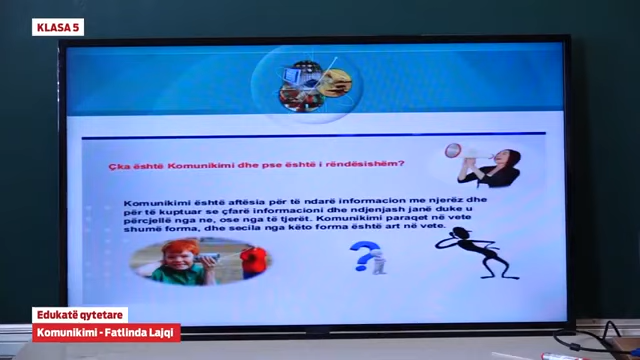 KLASA 5
Çka është Komunikimi dhe pse është i rëndësishëm?
Komunikimi është aftësia për të ndarë informacion me njerëz dhe
për të kuptuar se çfarë informacioni dhe ndjenjash janë duke u
përcjellë nga ne, ose nga të tjerët. Komunikimi paraqet në vete
shumë forma, dhe secila nga këto forma është art në vete.
Edukatë qytetare
Komunikimi - Fatlinda Lajqi